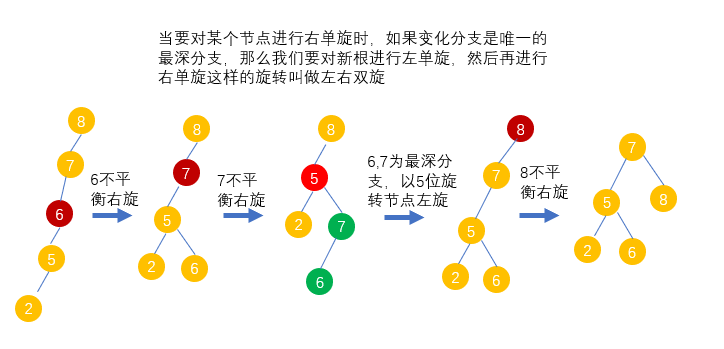 当要对某个节点进行右单旋时，如果变化分支是唯一的
最深分支，那么我们要对新根进行左单旋，然后再进行
右单旋这样的旋转叫做左右双旋
8
7
6
5
2
6不平
衡右旋
8
7
5
2
6
7不平
衡右旋
8
5
2
7
6
6,7为最深分
支，以5位旋
转节点左旋
8
7
5
2
6
8不平
衡右旋
7
5
8
2
6